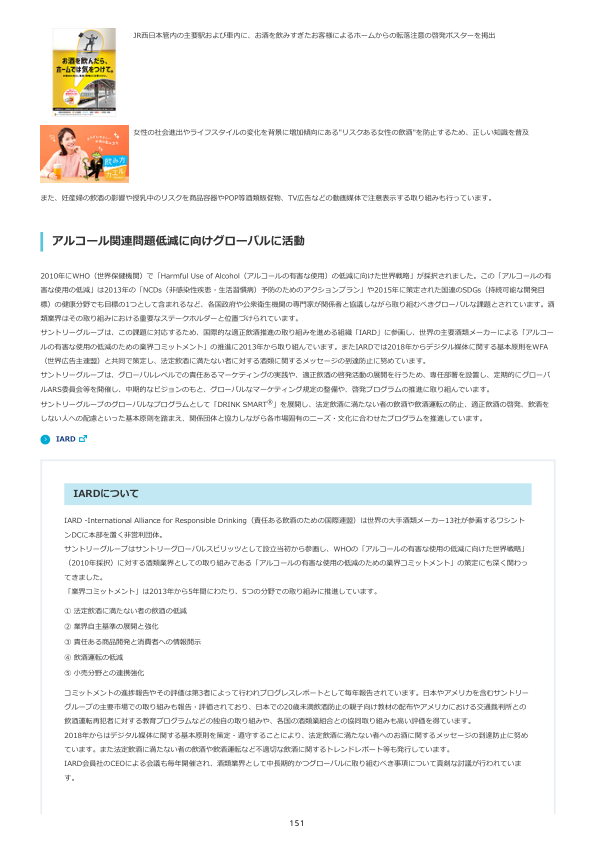 お酒を飲んだら、
ホームでは気をつけて。
JR西日本管内の主要駅および車内に、お酒を飲みすぎたお客様によるホームからの転落注意の啓発ポスターを掲出
飲み方
カエル
女性の社会進出やライフスタイルの変化を背景に増加傾向にある"リスクある女性の飲酒"を防止するため、正しい知識を普及
また、妊産婦の飲酒の影響や授乳中のリスクを商品容器やPOP等酒類販促物、TV広告などの動画媒体で注意表示する取り組みも行っています。
アルコール関連問題低減に向けグローバルに活動
2010年にWHO（世界保健機関）で「Harmful Use of Alcohol（アルコールの有害な使用）の低減に向けた世界戦略」が採択されました。この「アルコールの有
害な使用の低減」は2013年の「NCDs（非感染性疾患・生活習慣病）予防のためのアクションプラン」や2015年に策定された国連のSDGs（持続可能な開発目
標）の健康分野でも目標の1つとして含まれるなど、各国政府や公衆衛生機関の専門家が関係者と協議しながら取り組むべきグローバルな課題とされています。酒
類業界はその取り組みにおける重要なステークホルダーと位置づけられています。
サントリーグループは、この課題に対応するため、国際的な適正飲酒推進の取り組みを進める組織「IARD」に参画し、世界の主要酒類メーカーによる「アルコー
ルの有害な使用の低減のための業界コミットメント」の推進に2013年から取り組んでいます。またIARDでは2018年からデジタル媒体に関する基本原則をWFA
（世界広告主連盟）と共同で策定し、法定飲酒に満たない者に対する酒類に関するメッセージの到達防止に努めています。
サントリーグループは、グローバルレベルでの責任あるマーケティングの実践や、適正飲酒の啓発活動の展開を行うため、専任部署を設置し、定期的にグローバ
ルARS委員会等を開催し、中期的なビジョンのもと、グローバルなマーケティング規定の整備や、啓発プログラムの推進に取り組んでいます。
サントリーグループのグローバルなプログラムとして「DRINK SMART®」を展開し、法定飲酒に満たない者の飲酒や飲酒運転の防止、適正飲酒の啓発、飲酒を
しない人への配慮といった基本原則を踏まえ、関係団体と協力しながら各市場固有のニーズ・文化に合わせたプログラムを推進しています。
IARD
IARDについて
IARD -International Alliance for Responsible Drinking（責任ある飲酒のための国際連盟）は世界の大手酒類メーカー13社が参画するワシント
ンDCに本部を置く非営利団体。
サントリーグループはサントリーグローバルスピリッツとして設立当初から参画し、WHOの「アルコールの有害な使用の低減に向けた世界戦略」
（2010年採択）に対する酒類業界としての取り組みである「アルコールの有害な使用の低減のための業界コミットメント」の策定にも深く関わっ
てきました。
「業界コミットメント」は2013年から5年間にわたり、5つの分野での取り組みに推進しています。
① 法定飲酒に満たない者の飲酒の低減
② 業界自主基準の展開と強化
③ 責任ある商品開発と消費者への情報開示
④ 飲酒運転の低減
⑤ 小売分野との連携強化
コミットメントの進捗報告やその評価は第3者によって行われプログレスレポートとして毎年報告されています。日本やアメリカを含むサントリー
グループの主要市場での取り組みも報告・評価されており、日本での20歳未満飲酒防止の親子向け教材の配布やアメリカにおける交通裁判所との
飲酒運転再犯者に対する教育プログラムなどの独自の取り組みや、各国の酒類業組合との協同取り組みも高い評価を得ています。
2018年からはデジタル媒体に関する基本原則を策定・遵守することにより、法定飲酒に満たない者へのお酒に関するメッセージの到達防止に努め
ています。また法定飲酒に満たない者の飲酒や飲酒運転など不適切な飲酒に関するトレンドレポート等も発行しています。
IARD会員社のCEOによる会議も毎年開催され、酒類業界として中長期的かつグローバルに取り組むべき事項について真剣な討議が行われていま
す。
151